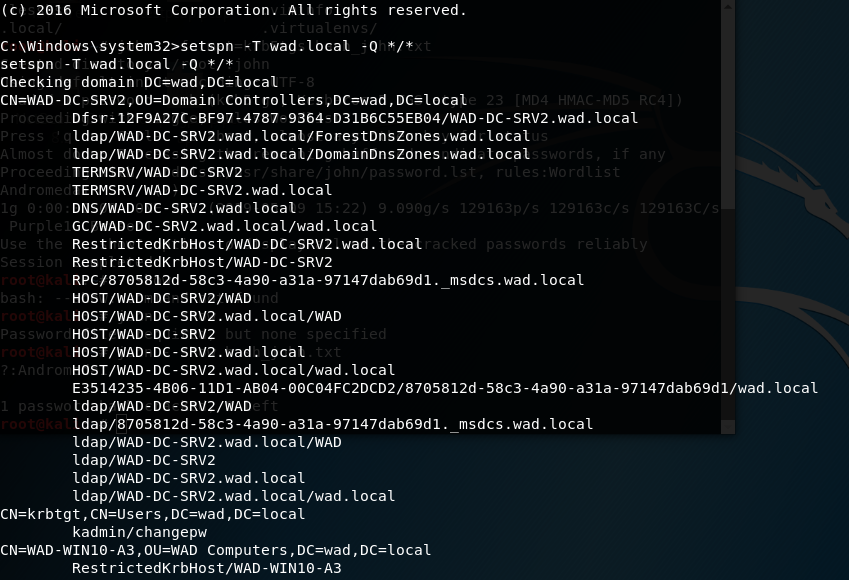 (c) 2016 Microsoft Corporation. All rights reserved.
C:\Windows\system32>setspn -T wad.local -Q */*
setspn -T wad.local -Q */*
Checking domain DC=wad,DC=local
CN=WAD-DC-SRV2,OU=Domain Controllers,DC=wad,DC=local
Dfsr-12F9A27C-BF97-4787-9364-D31B6C55EB04/WAD-DC-SRV2.wad.local
ldap/WAD-DC-SRV2.wad.local/ForestDnsZones.wad.local
ldap/WAD-DC-SRV2.wad.local/DomainDnsZones.wad.local
TERMSRV/WAD-DC-SRV2
TERMSRV/WAD-DC-SRV2.wad.local
DNS/WAD-DC-SRV2.wad.local
GC/WAD-DC-SRV2.wad.local/wad.local
RestrictedKrbHost/WAD-DC-SRV2.wad.local
RestrictedKrbHost/WAD-DC-SRV2
RPC/8705812d-58c3-4a90-a31a-97147dab69d1._msdcs.wad.local
HOST/WAD-DC-SRV2/WAD
HOST/WAD-DC-SRV2.wad.local/WAD
HOST/WAD-DC-SRV2
HOST/WAD-DC-SRV2.wad.local
HOST/WAD-DC-SRV2.wad.local/wad.local
E3514235-4B06-11D1-AB04-00C04FC2DCD2/8705812d-58c3-4a90-a31a-97147dab69d1/wad.local
ldap/WAD-DC-SRV2/WAD
ldap/8705812d-58c3-4a90-a31a-97147dab69d1._msdcs.wad.local
ldap/WAD-DC-SRV2.wad.local/WAD
ldap/WAD-DC-SRV2
ldap/WAD-DC-SRV2.wad.local
ldap/WAD-DC-SRV2.wad.local/wad.local
CN=krbtgt,CN=Users,DC=wad,DC=local
kadmin/changepw
CN=WAD-WIN10-A3,OU=WAD Computers,DC=wad,DC=local
RestrictedKrbHost/WAD-WIN10-A3